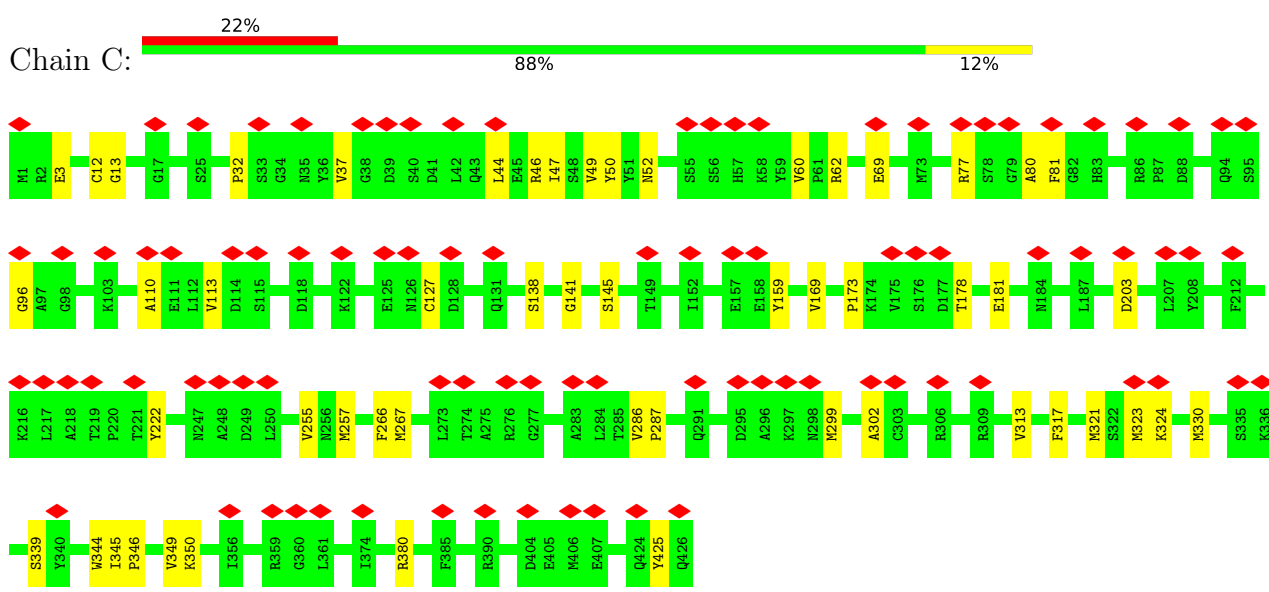 22%
Chain C:
88% 12%
M1 R2 E3 C12 G13 G17 S25 P32 S33 G34 N35 Y36 V37 G38 D39 S40 D41 L42 Q43 L44 E45 R46 I47 S48 V49 Y50 Y51 N52 S55 S56 H57 K58 Y59 V60 P61 R62 E69 M73 R77 S78 G79 A80 F81 G82 H83 R86 P87 D88 Q94 S95
G96 A97 G98 K103 A110 E111 L112 V113 D114 S115 D118 K122 E125 N126 C127 D128 Q131 S138 G141 S145 T149 I152 E157 E158 Y159 V169 P173 K174 V175 S176 D177 T178 E181 N184 L187 D203 L207 Y208 F212
K216 L217 A218 T219 P220 T221 Y222 N247 A248 D249 L250 V255 N256 M257 F266 M267 L273 T274 A275 R276 G277 A283 L284 T285 V286 P287 Q291 D295 A296 K297 N298 M299 A302 C303 R306 R309 V313 F317 M321 S322 M323 K324 M330 S335 K336
S339 Y340 W344 I345 P346 V349 K350 I356 R359 G360 L361 I374 R380 F385 R390 D404 E405 M406 E407 Q424 Y425 Q426